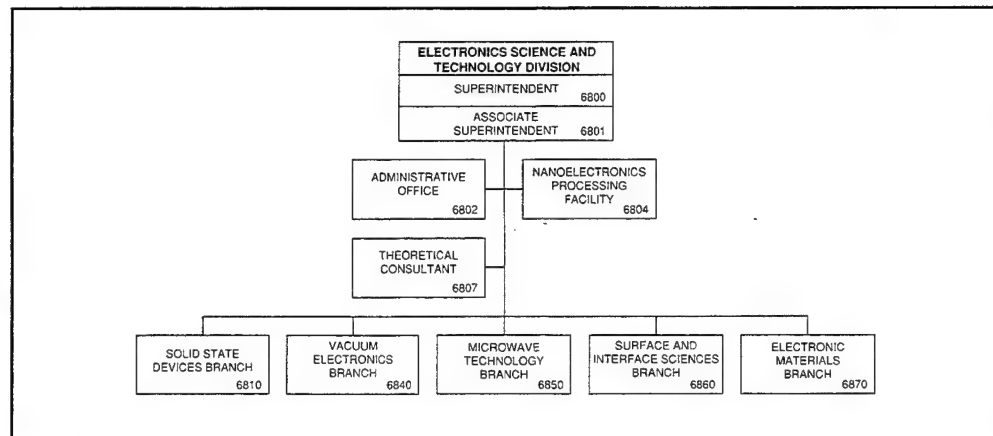 ELECTRONICS SCIENCE AND
TECHNOLOGY DIVISION
SUPERINTENDENT
6800
ASSOCIATE
SUPERINTENDENT
6801
ADMINISTRATIVE
OFFICE
6802
NANOELECTRONICS
PROCESSING
FACILITY
6804
THEORETICAL
CONSULTANT
6807
SOLID STATE
DEVICES BRANCH
6810
VACUUM
ELECTRONICS
BRANCH
6840
MICROWAVE
TECHNOLOGY
BRANCH
6850
SURFACE AND
INTERFACE SCIENCES
BRANCH
6860
ELECTRONIC
MATERIALS
BRANCH
6870